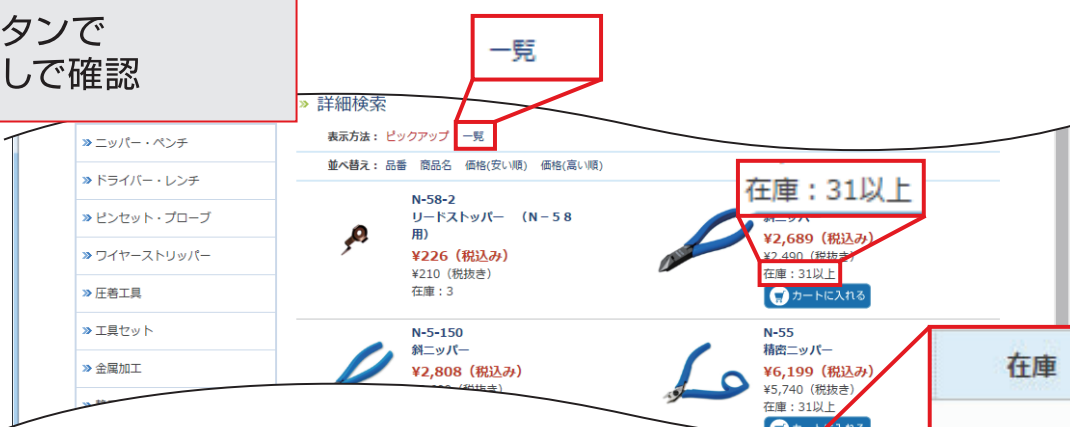 タンで
しで確認
一覧
詳細検索
表示方法： ピックアップ 一覧
並べ替え： 品番 商品名 価格(安い順) 価格(高い順)
ニッパー・ペンチ
ドライバー・レンチ
ピンセット・プローブ
ワイヤーストリッパー
圧着工具
工具セット
金属加工
N-58-2
リードストッパー （N－５８
用）
¥226（税込み）
¥210（税抜き）
在庫：3
在庫：31以上
¥2,689（税込み）
¥2,490（税抜き）
在庫：31以上
カートに入れる
N-5-150
斜ニッパー
¥2,808（税込み）
N-55
精密ニッパー
¥6,199（税込み）
¥5,740（税抜き）
在庫：31以上
在庫